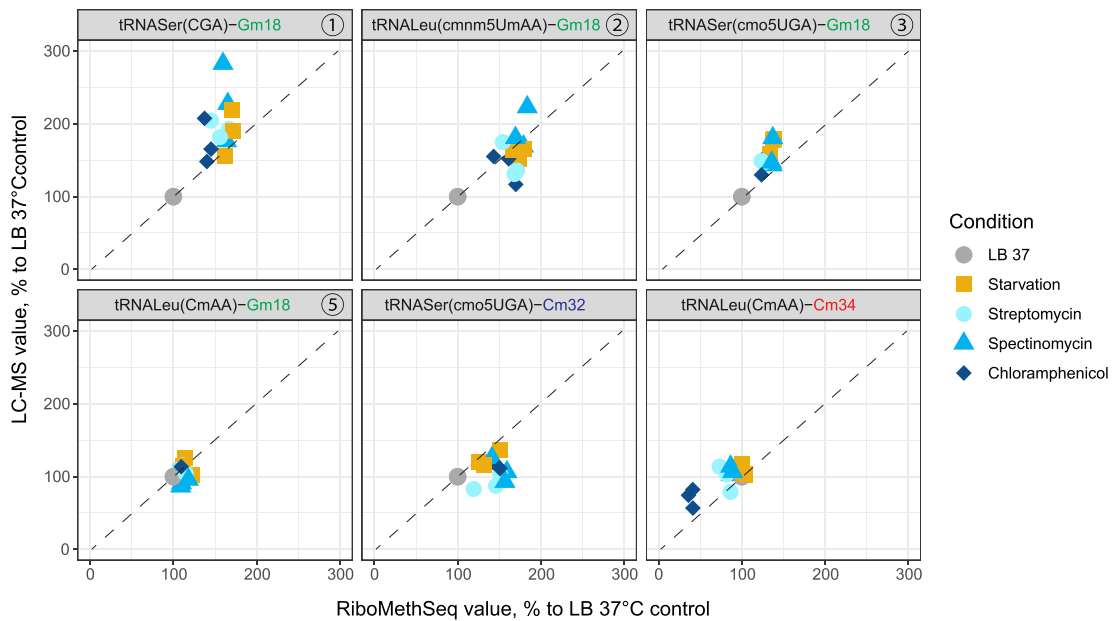 tRNASer(CGA)−Gm18 ①
tRNALeu(cmnm5UmAA)−Gm18 ②
tRNASer(cmo5UGA)−Gm18 ③
300
200
100
0
tRNALeu(CmAA)−Gm18 ⑤
tRNASer(cmo5UGA)−Cm32
tRNALeu(CmAA)−Cm34
300
200
100
0
0 100 200 300
0 100 200 300
0 100 200 300
LC-MS value, % to LB 37°Ccontrol
RiboMethSeq value, % to LB 37°C control
Condition
LB 37
Starvation
Streptomycin
Spectinomycin
Chloramphenicol